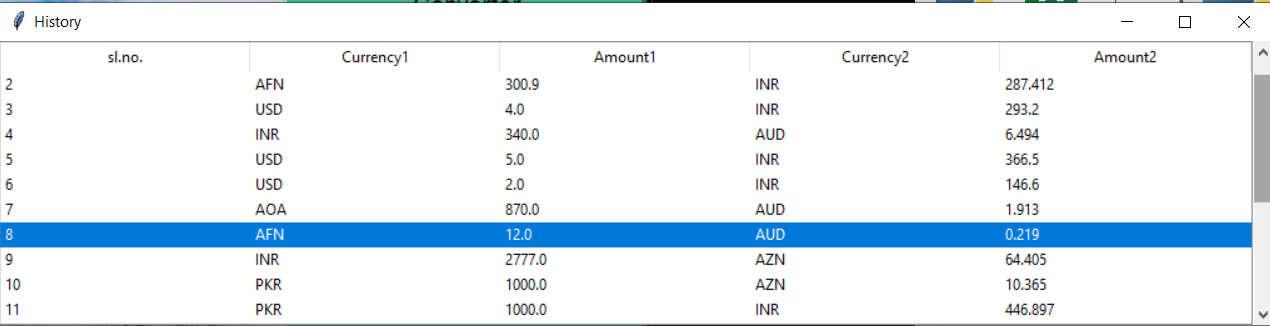 History
sl.no. Currency1 Amount1 Currency2 Amount2
2 AFN 300.9 INR 287.412
3 USD 4.0 INR 293.2
4 INR 340.0 AUD 6.494
5 USD 5.0 INR 366.5
6 USD 2.0 INR 146.6
7 AOA 870.0 AUD 1.913
8 AFN 12.0 AUD 0.219
9 INR 2777.0 AZN 64.405
10 PKR 1000.0 AZN 10.365
11 PKR 1000.0 INR 446.897